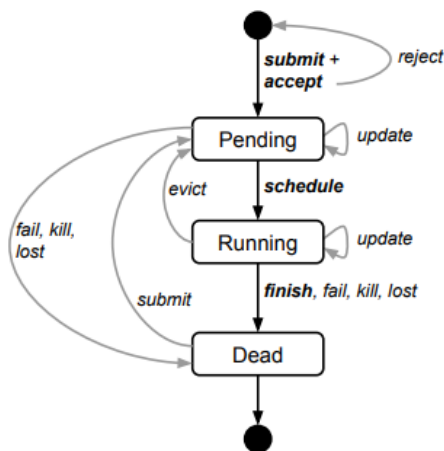 submit +
accept
reject
Pending
update
evict
schedule
fail, kill,
lost
Running
update
submit
finish, fail, kill, lost
Dead